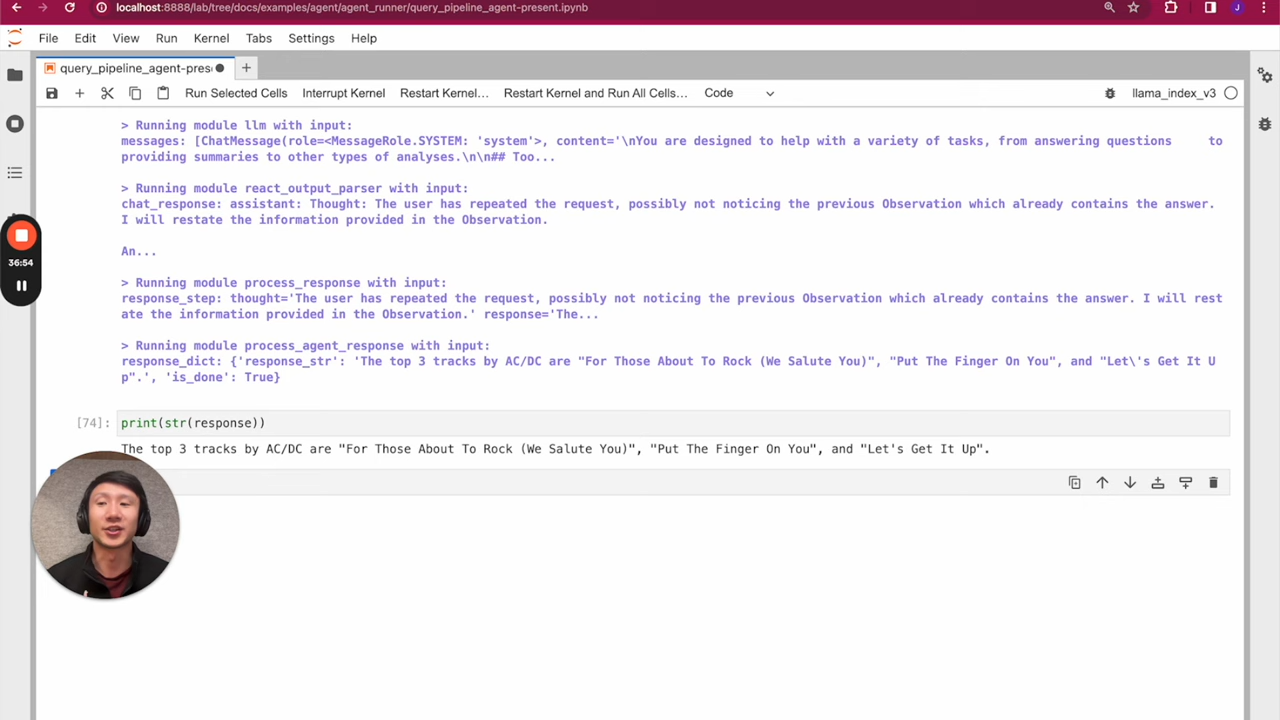 localhost:8888/lab/tree/docs/examples/agent/agent_runner/query_pipeline_agent-present.ipynb
J
File Edit View Run Kernel Tabs Settings Help
query_pipeline_agent-pres
Run Selected Cells Interrupt Kernel Restart Kernel... Restart Kernel and Run All Cells... Code llama_index_v3
> Running module llm with input:
messages: [ChatMessage(role=<MessageRole.SYSTEM: 'system'>, content='\nYou are designed to help with a variety of tasks, from answering questions to
providing summaries to other types of analyses.\n\n## Too...
> Running module react_output_parser with input:
chat_response: assistant: Thought: The user has repeated the request, possibly not noticing the previous Observation which already contains the answer.
I will restate the information provided in the Observation.
An...
> Running module process_response with input:
response_step: thought='The user has repeated the request, possibly not noticing the previous Observation which already contains the answer. I will rest
ate the information provided in the Observation.' response='The...
> Running module process_agent_response with input:
response_dict: {'response_str': 'The top 3 tracks by AC/DC are "For Those About To Rock (We Salute You)", "Put The Finger On You", and "Let\'s Get It U
p".', 'is_done': True}
36:54
[74]: print(str(response))
The top 3 tracks by AC/DC are "For Those About To Rock (We Salute You)", "Put The Finger On You", and "Let's Get It Up".